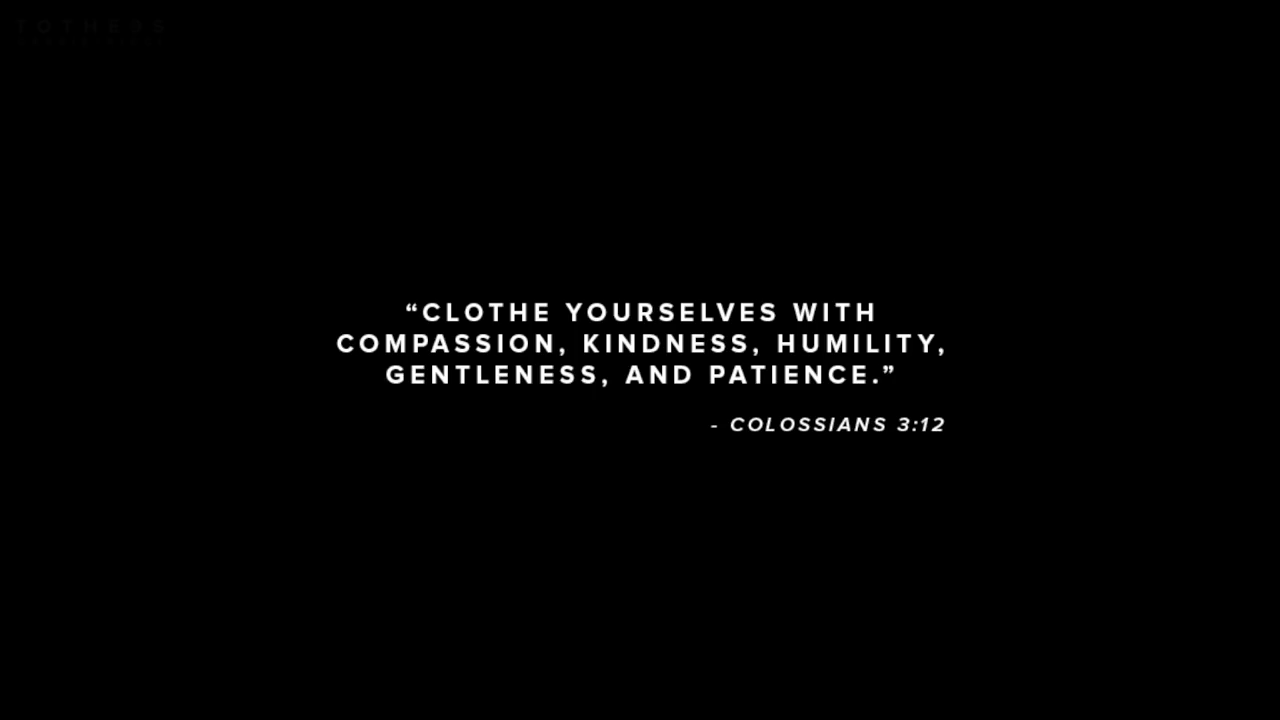 “CLOTHE YOURSELVES WITH
COMPASSION, KINDNESS, HUMILITY,
GENTLENESS, AND PATIENCE.”
- COLOSSIANS 3:12